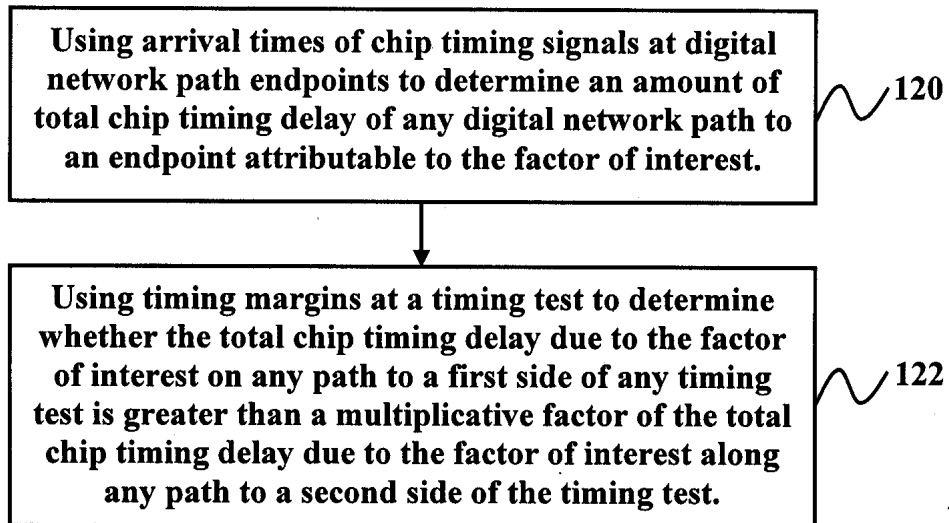 Using arrival times of chip timing signals at digital
network path endpoints to determine an amount of
total chip timing delay of any digital network path to
an endpoint attributable to the factor of interest.
120
Using timing margins at a timing test to determine
whether the total chip timing delay due to the factor
of interest on any path to a first side of any timing
test is greater than a multiplicative factor of the total
chip timing delay due to the factor of interest along
any path to a second side of the timing test.
122